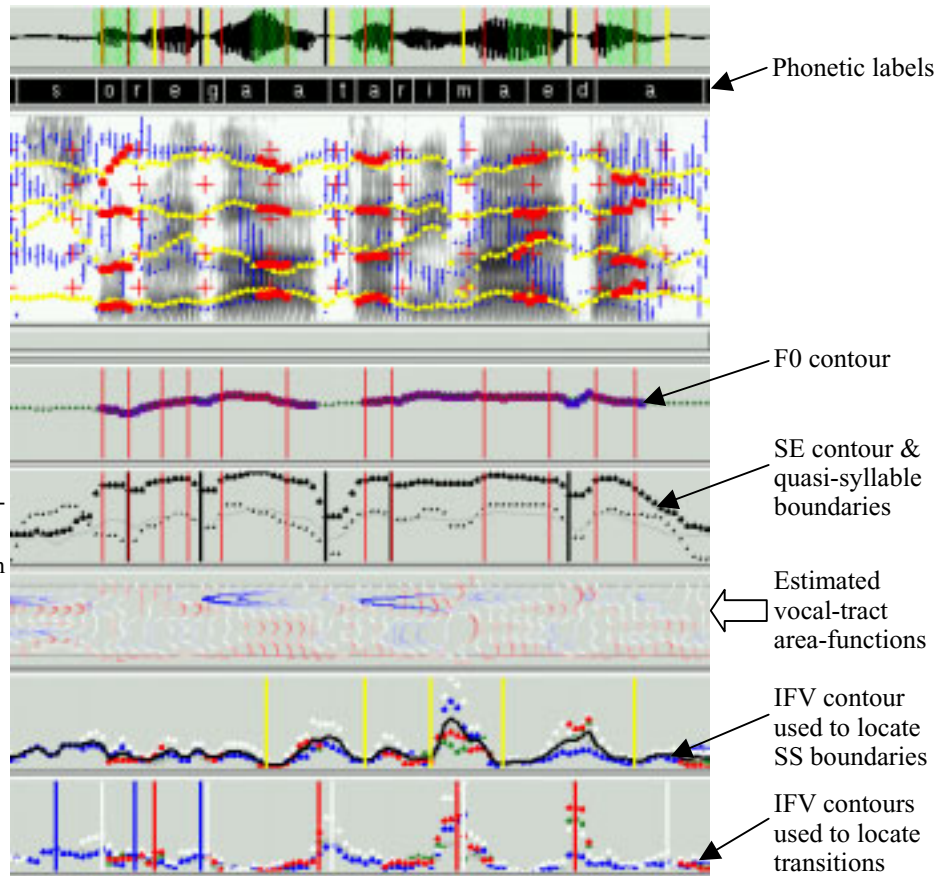 Phonetic labels
s o r e g a a t a r i m a e d a
F0 contour
SE contour &
quasi-syllable
boundaries
-
n
Estimated
vocal-tract
area-functions
IFV contour
used to locate
SS boundaries
IFV contours
used to locate
transitions